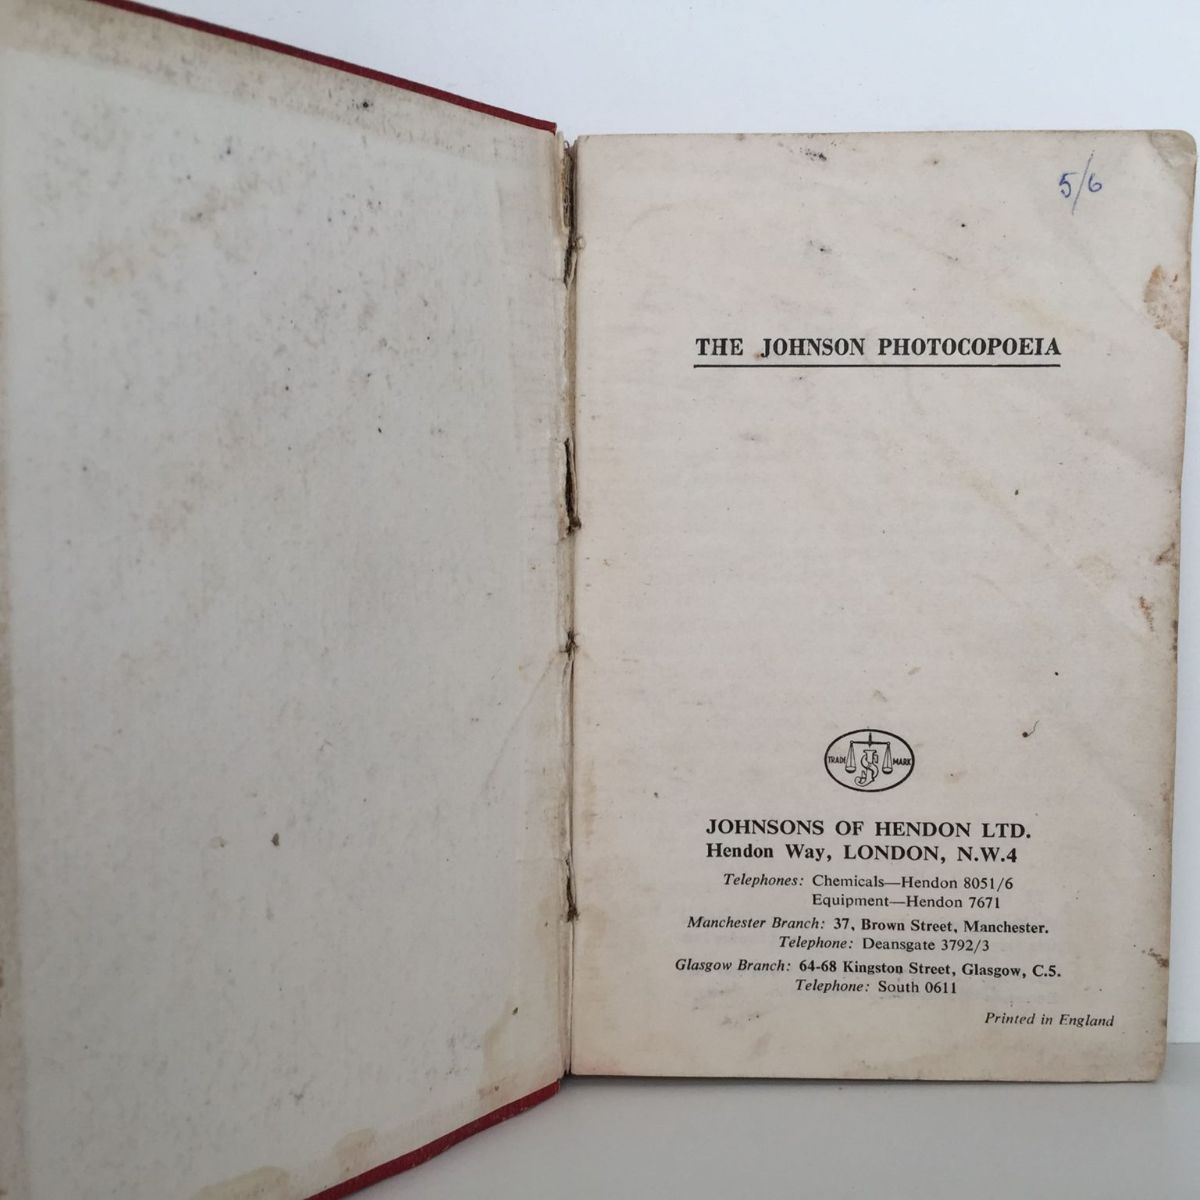 5/6
THE JOHNSON PHOTOCOPOEIA
TRADE JS MARK
JOHNSONS OF HENDON LTD.
Hendon Way, LONDON, N.W.4
Telephones: Chemicals—Hendon 8051/6
Equipment—Hendon 7671
Manchester Branch: 37, Brown Street, Manchester.
Telephone: Deansgate 3792/3
Glasgow Branch: 64-68 Kingston Street, Glasgow, C.5.
Telephone: South 0611
Printed in England